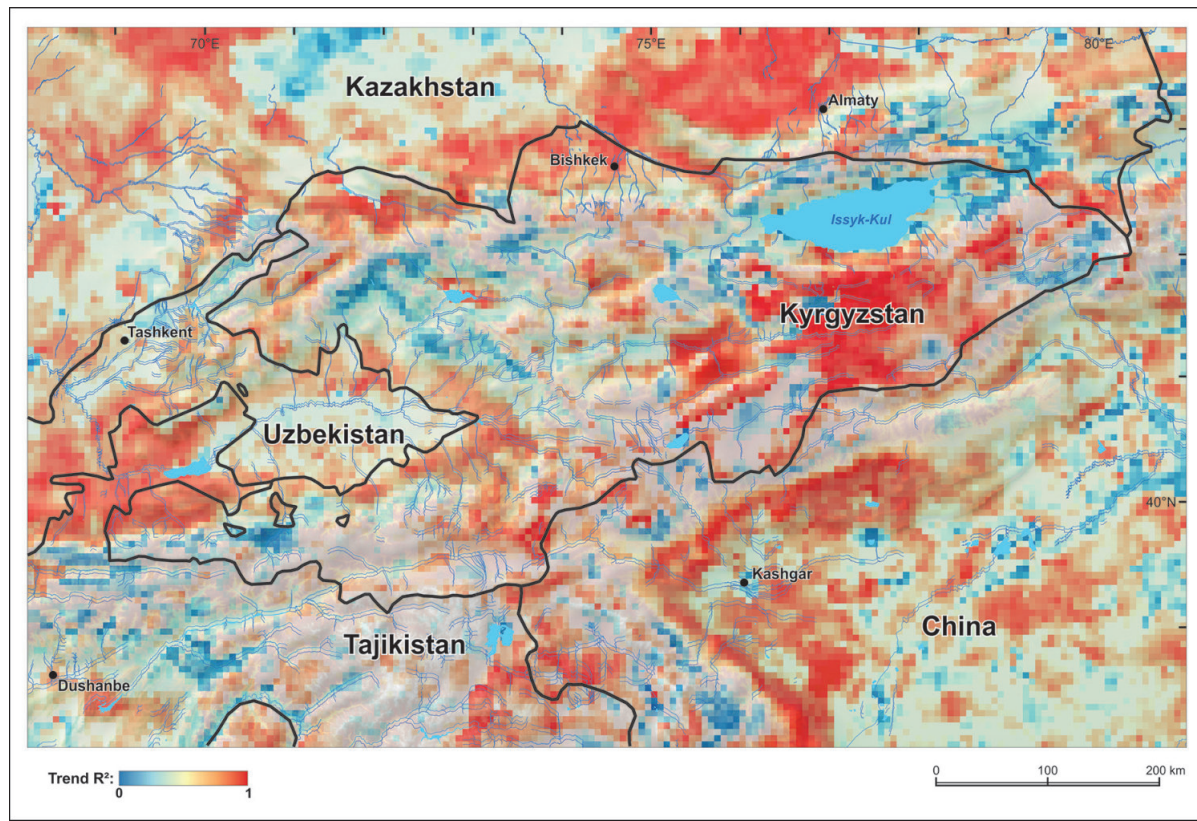 70°E
75°E
80°E
Kazakhstan
Almaty
Bishkek
Issyk-Kul
Kyrgyzstan
Tashkent
Uzbekistan
40°N
Kashgar
China
Tajikistan
Dushanbe
Trend R²:
0
1
0
100
200 km